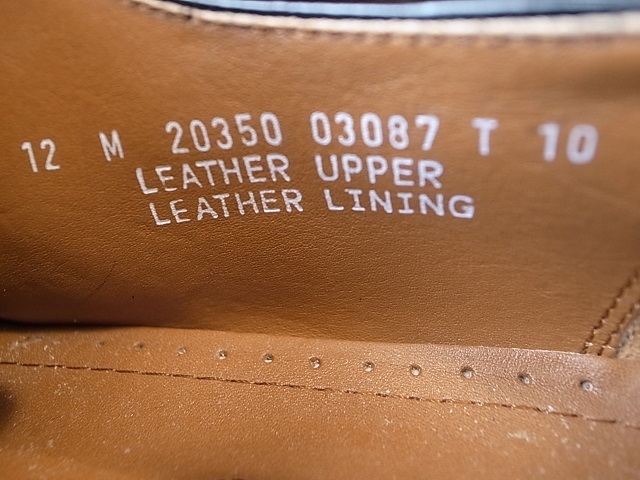 12 M 20350 03087 T 10
LEATHER UPPER
LEATHER LINING